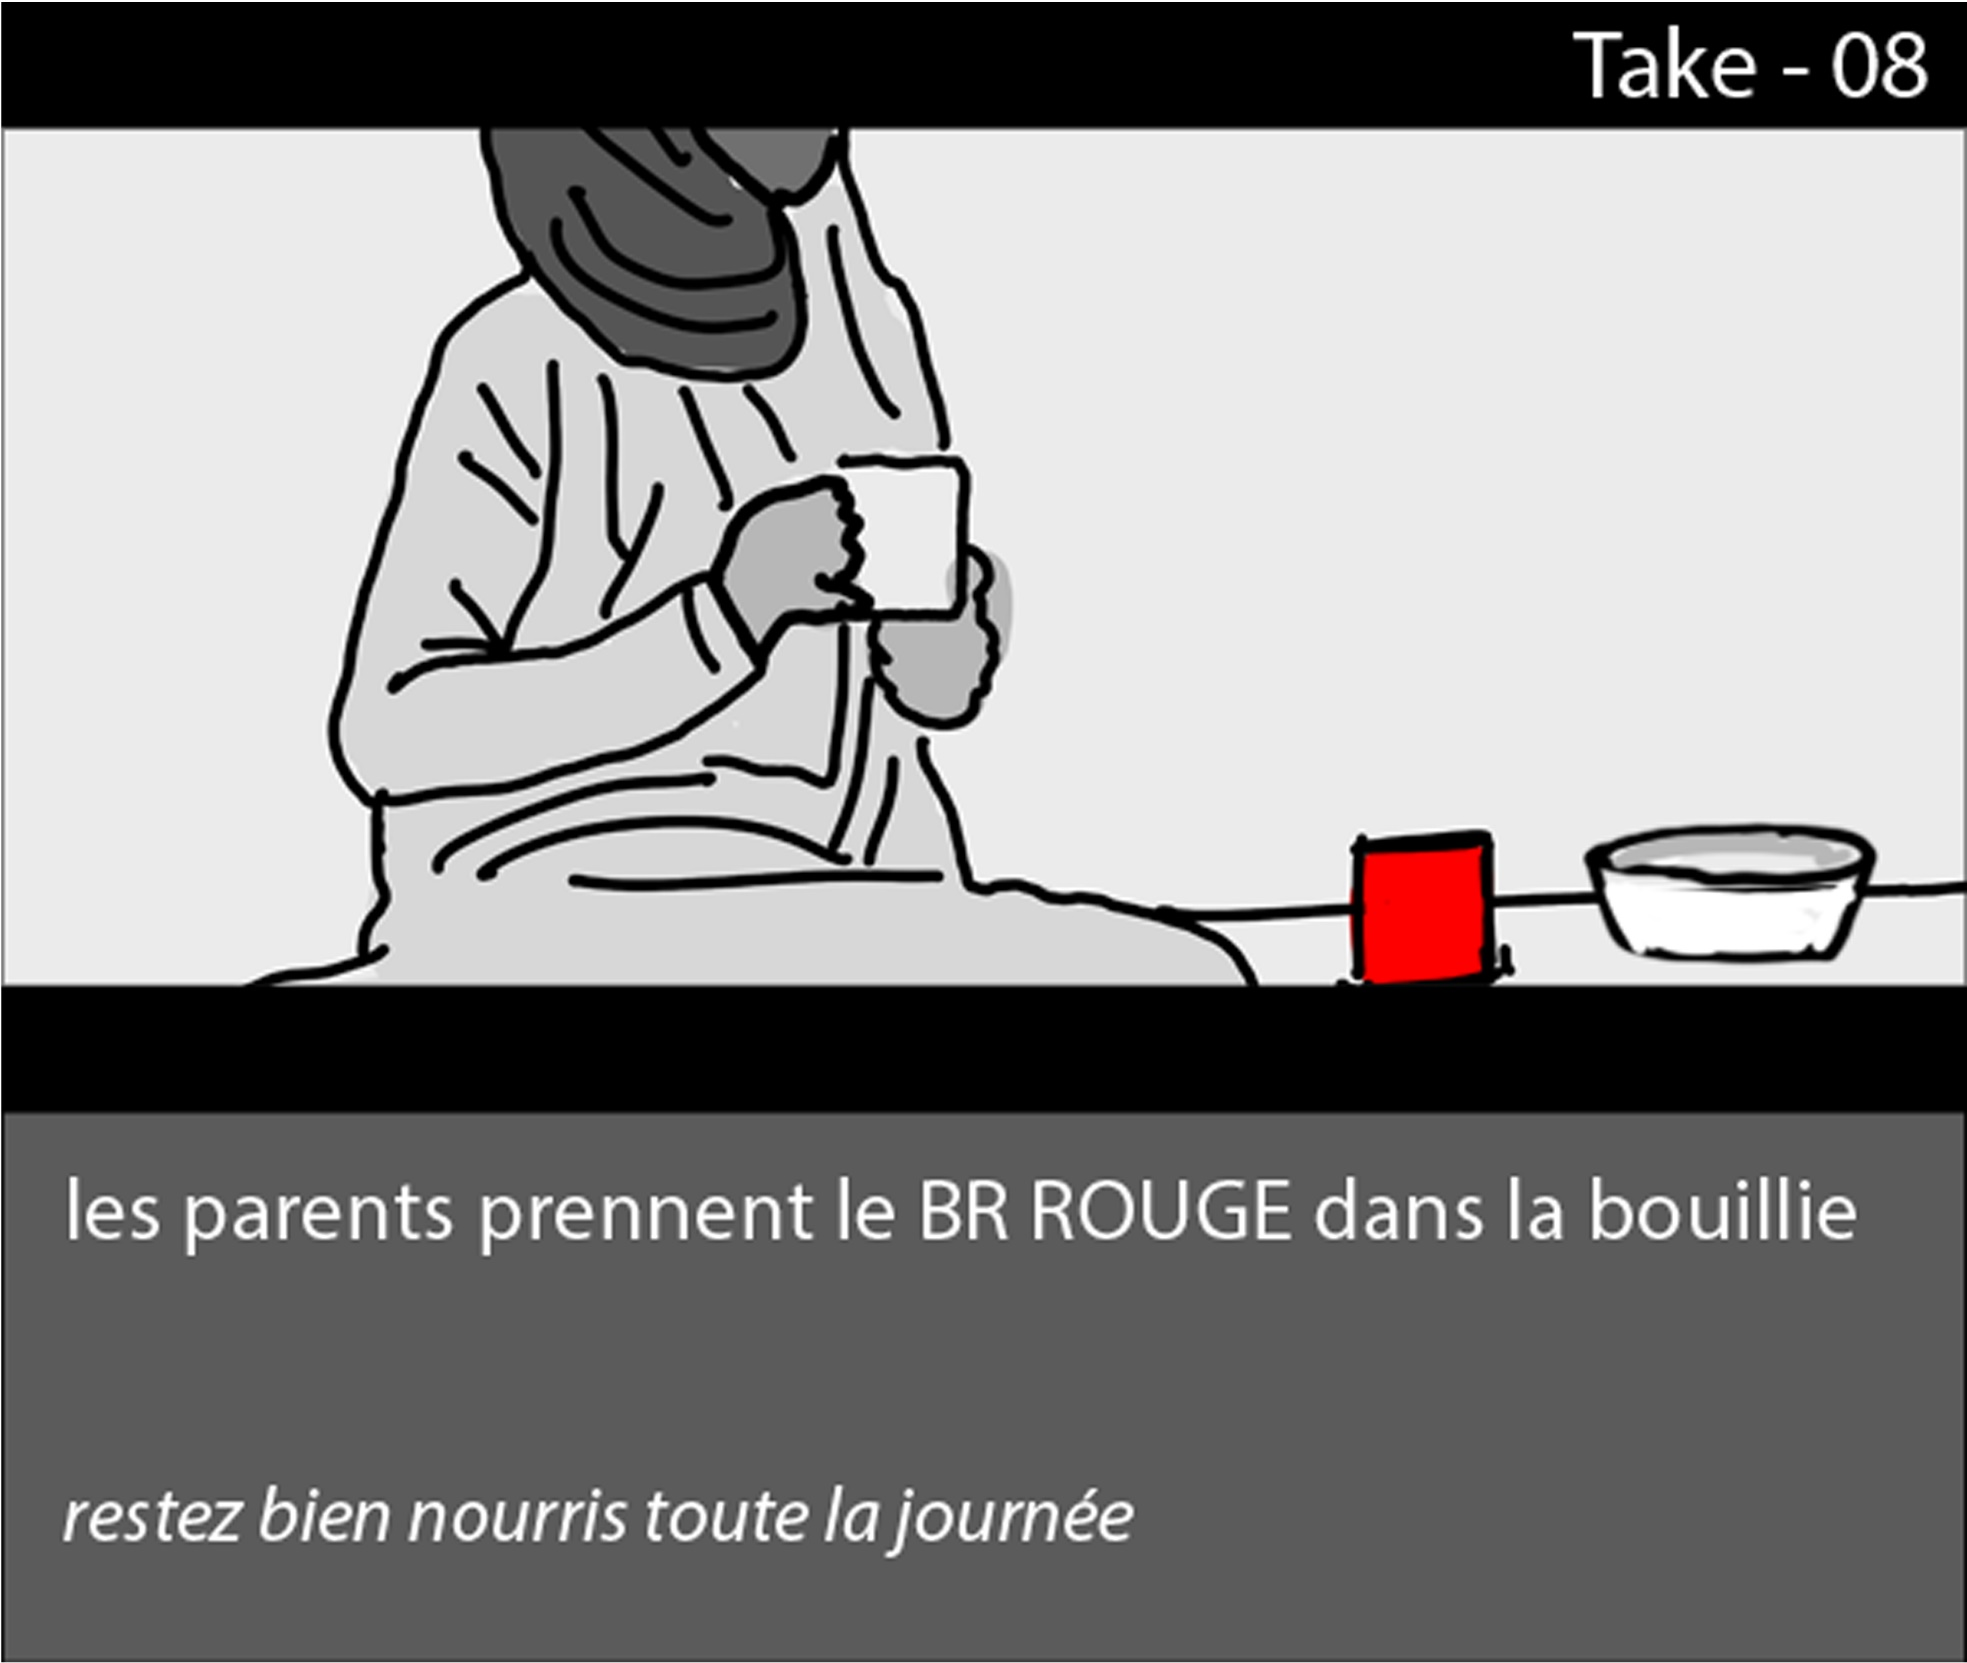 Take - 08
les parents prennent le BR ROUGE dans la bouillie
restez bien nourris toute la journée